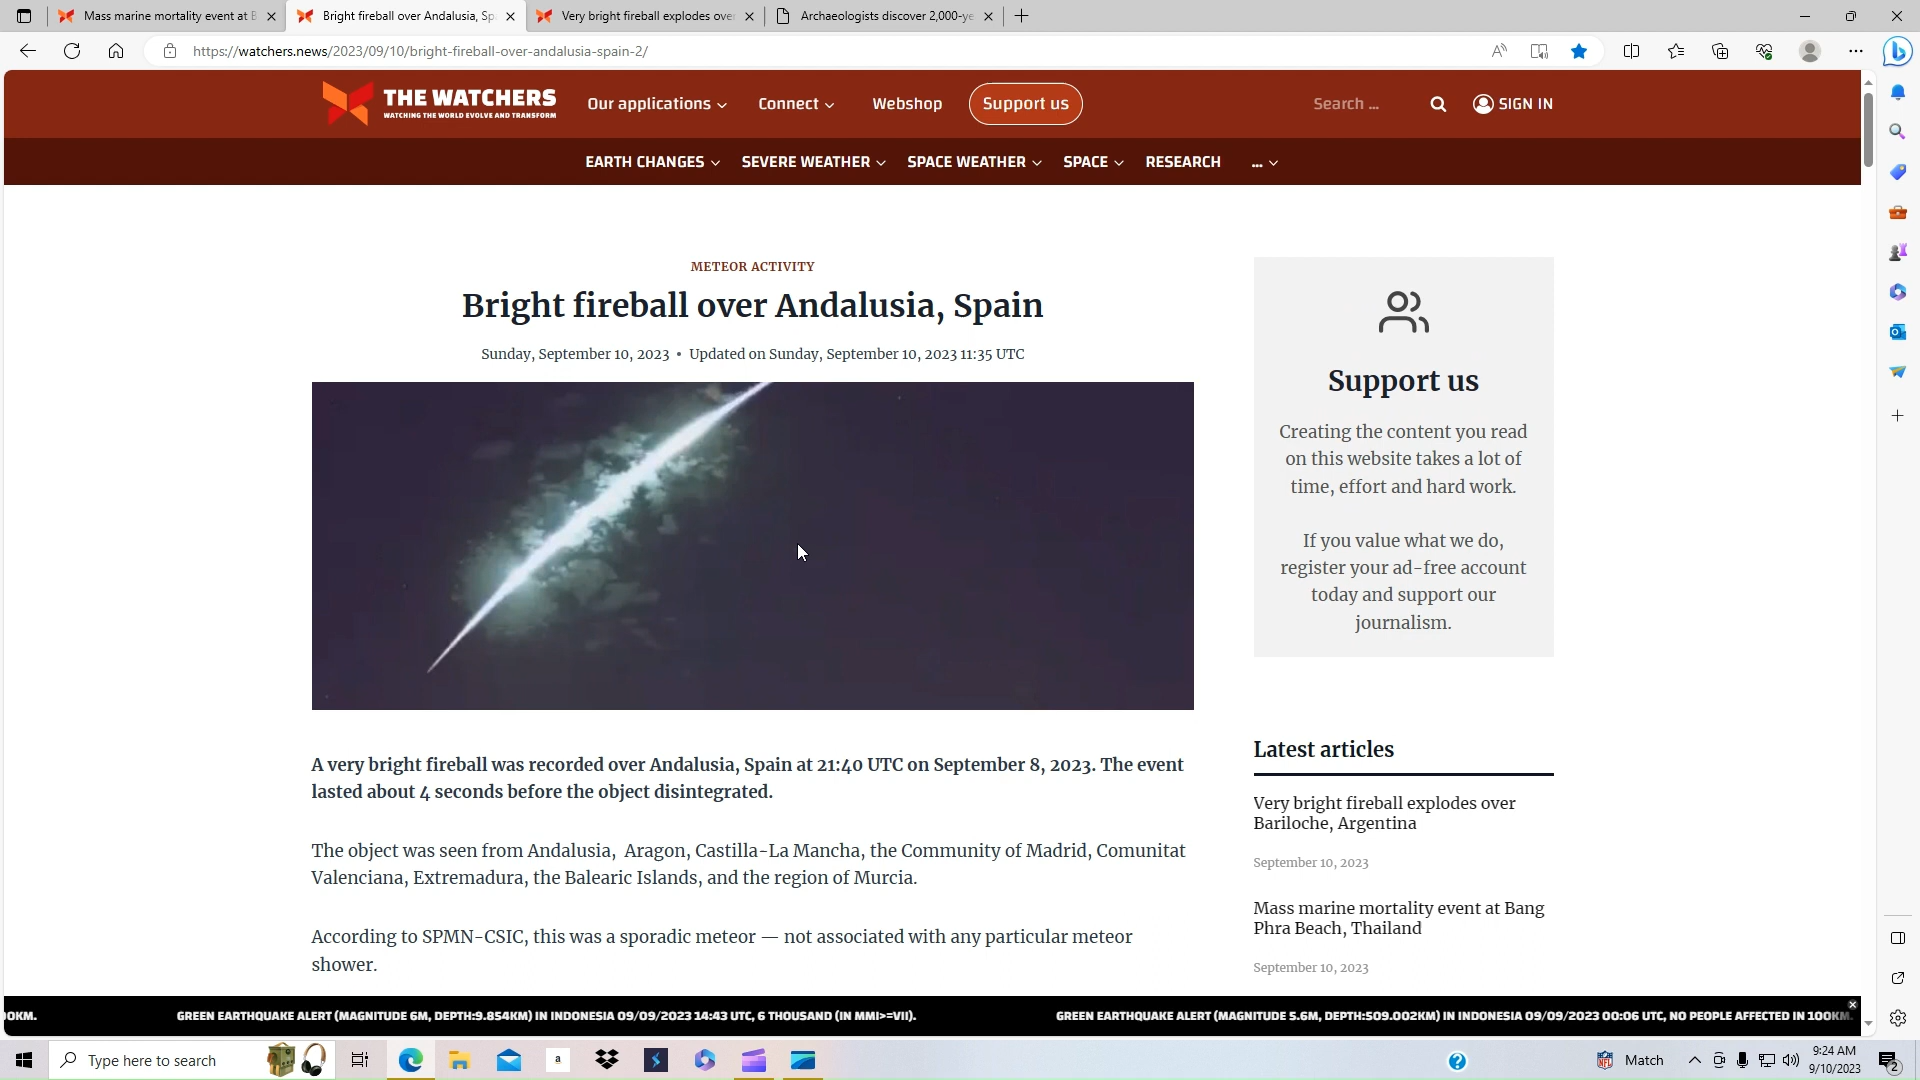 Mass marine mortality event at B
Bright fireball over Andalusia, Sp
Very bright fireball explodes ove
Archaeologists discover 2,000-ye
https://watchers.news/2023/09/10/bright-fireball-over-andalusia-spain-2/
THE WATCHERS
WATCHING THE WORLD EVOLVE AND TRANSFORM
Our applications
Connect
Webshop
Support us
Search ...
SIGN IN
EARTH CHANGES
SEVERE WEATHER
SPACE WEATHER
SPACE
RESEARCH
...
METEOR ACTIVITY
Bright fireball over Andalusia, Spain
Sunday, September 10, 2023 • Updated on Sunday, September 10, 2023 11:35 UTC
A very bright fireball was recorded over Andalusia, Spain at 21:40 UTC on September 8, 2023. The event
lasted about 4 seconds before the object disintegrated.
The object was seen from Andalusia, Aragon, Castilla-La Mancha, the Community of Madrid, Comunitat
Valenciana, Extremadura, the Balearic Islands, and the region of Murcia.
According to SPMN-CSIC, this was a sporadic meteor — not associated with any particular meteor
shower.
Support us
Creating the content you read
on this website takes a lot of
time, effort and hard work.
If you value what we do,
register your ad-free account
today and support our
journalism.
Latest articles
Very bright fireball explodes over
Bariloche, Argentina
September 10, 2023
Mass marine mortality event at Bang
Phra Beach, Thailand
September 10, 2023
0KM.
GREEN EARTHQUAKE ALERT (MAGNITUDE 6M, DEPTH:9.854KM) IN INDONESIA 09/09/2023 14:43 UTC, 6 THOUSAND (IN MMI>=VII).
GREEN EARTHQUAKE ALERT (MAGNITUDE 5.6M, DEPTH:509.002KM) IN INDONESIA 09/09/2023 00:06 UTC, NO PEOPLE AFFECTED IN 100KM.
Type here to search
a
Match
9:24 AM
9/10/2023
2